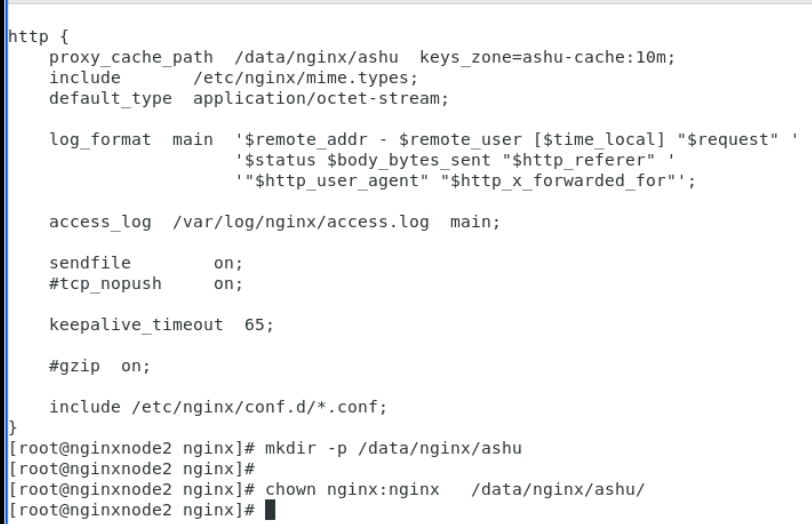 http {
    proxy_cache_path  /data/nginx/ashu  keys_zone=ashu-cache:10m;
    include       /etc/nginx/mime.types;
    default_type  application/octet-stream;
    log_format  main  '$remote_addr - $remote_user [$time_local] "$request" '
                      '$status $body_bytes_sent "$http_referer" '
                      '"$http_user_agent" "$http_x_forwarded_for"';
    access_log  /var/log/nginx/access.log  main;
    sendfile        on;
    #tcp_nopush     on;
    keepalive_timeout  65;
    #gzip  on;
    include /etc/nginx/conf.d/*.conf;
}
[root@nginxnode2 nginx]# mkdir -p /data/nginx/ashu
[root@nginxnode2 nginx]#
[root@nginxnode2 nginx]# chown nginx:nginx   /data/nginx/ashu/
[root@nginxnode2 nginx]#